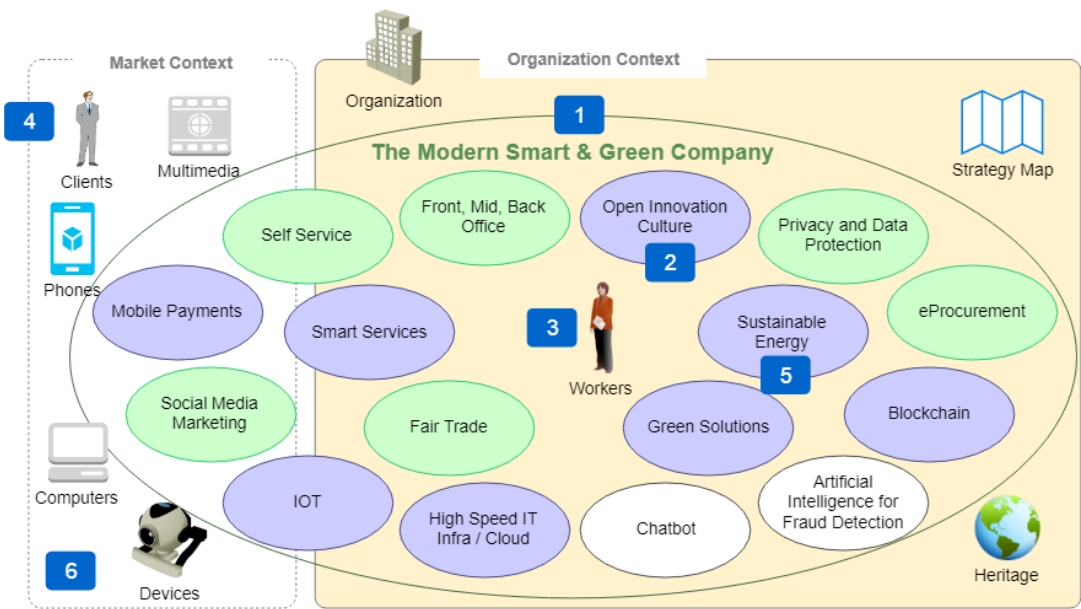 Market Context
Organization Context
Organization
4
1
Clients
Multimedia
The Modern Smart & Green Company
Strategy Map
Self Service
Front, Mid, Back
Office
Open Innovation
Culture
2
Privacy and Data
Protection
Phones
Mobile Payments
Smart Services
3
Workers
Sustainable
Energy
5
eProcurement
Social Media
Marketing
Fair Trade
Green Solutions
Blockchain
Computers
IOT
High Speed IT
Infra / Cloud
Chatbot
Artificial
Intelligence for
Fraud Detection
6
Devices
Heritage